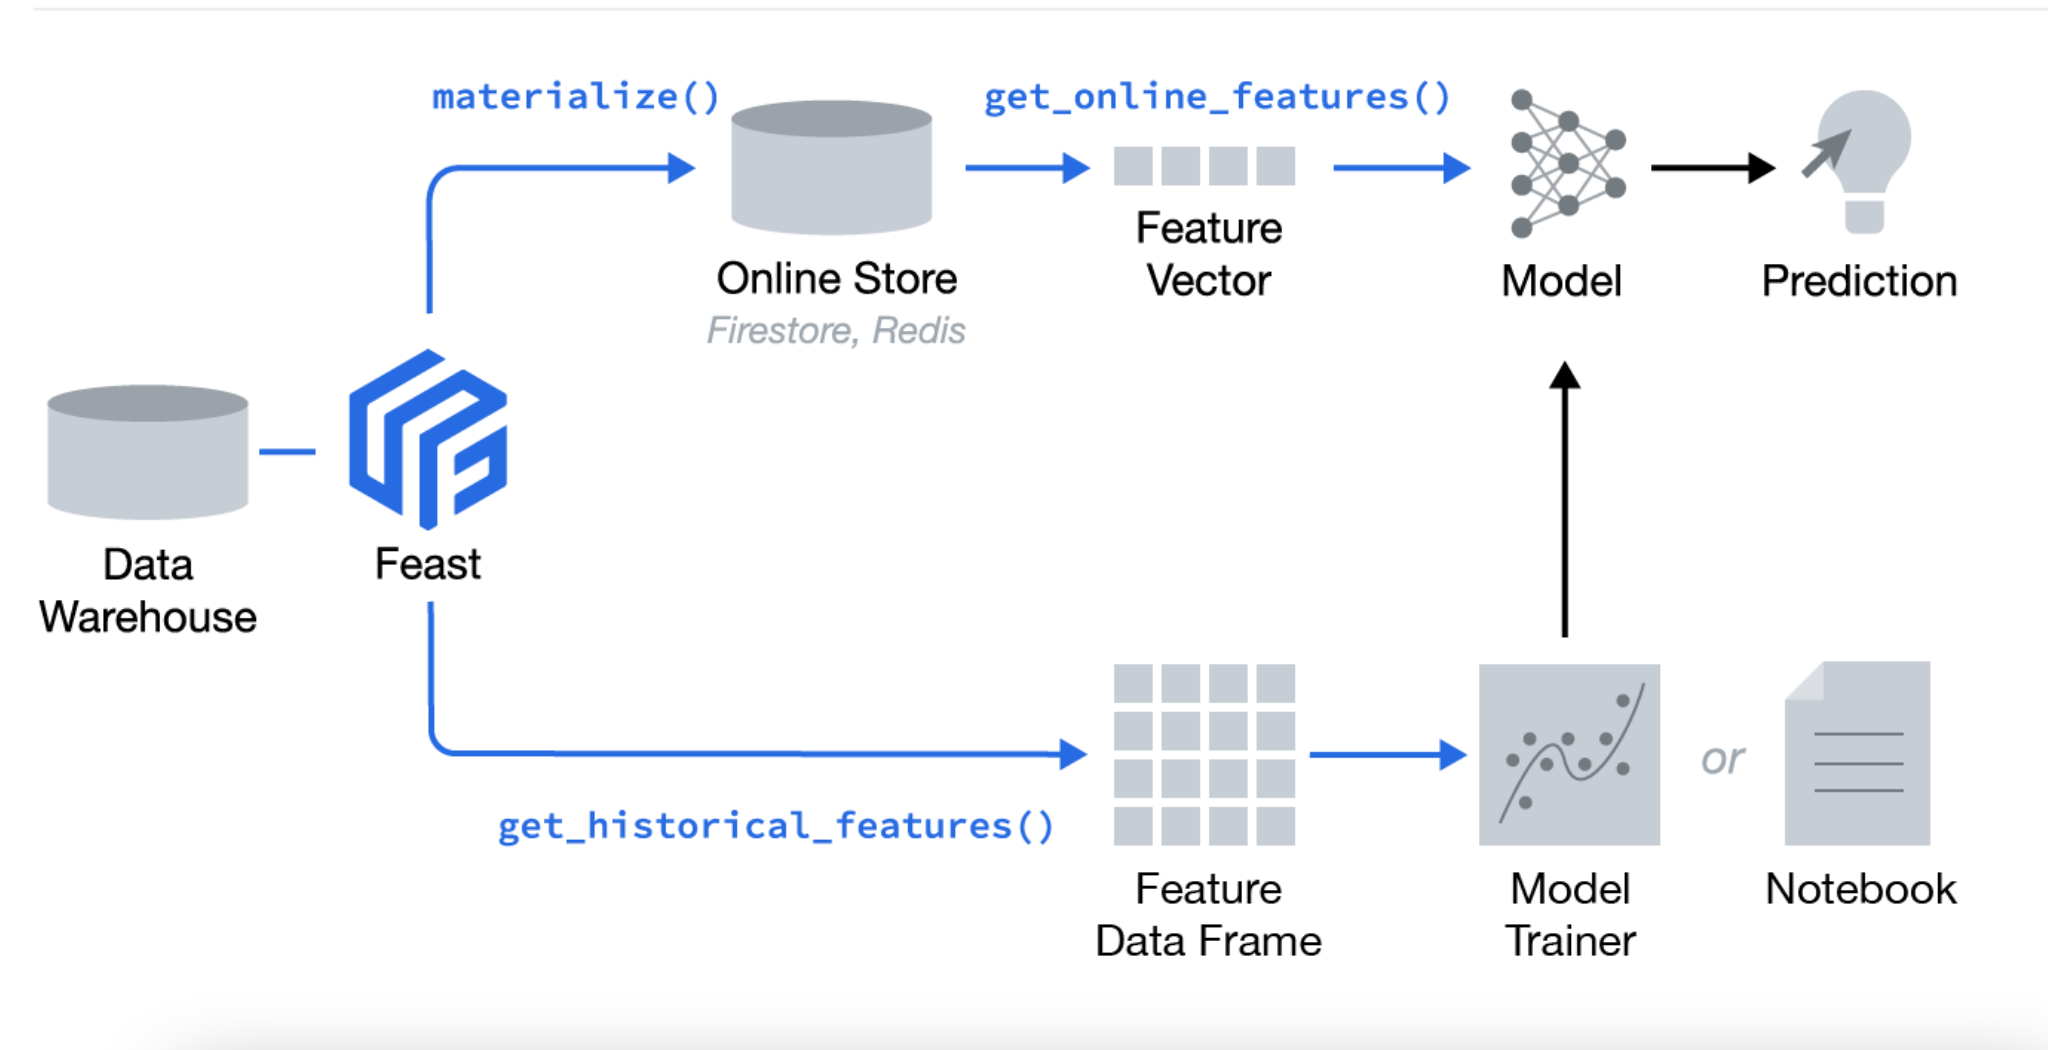 materialize()
get_online_features()
Feature
Vector
Online Store
Firestore, Redis
Model
Prediction
Data
Warehouse
Feast
get_historical_features()
or
Feature
Data Frame
Model
Trainer
Notebook